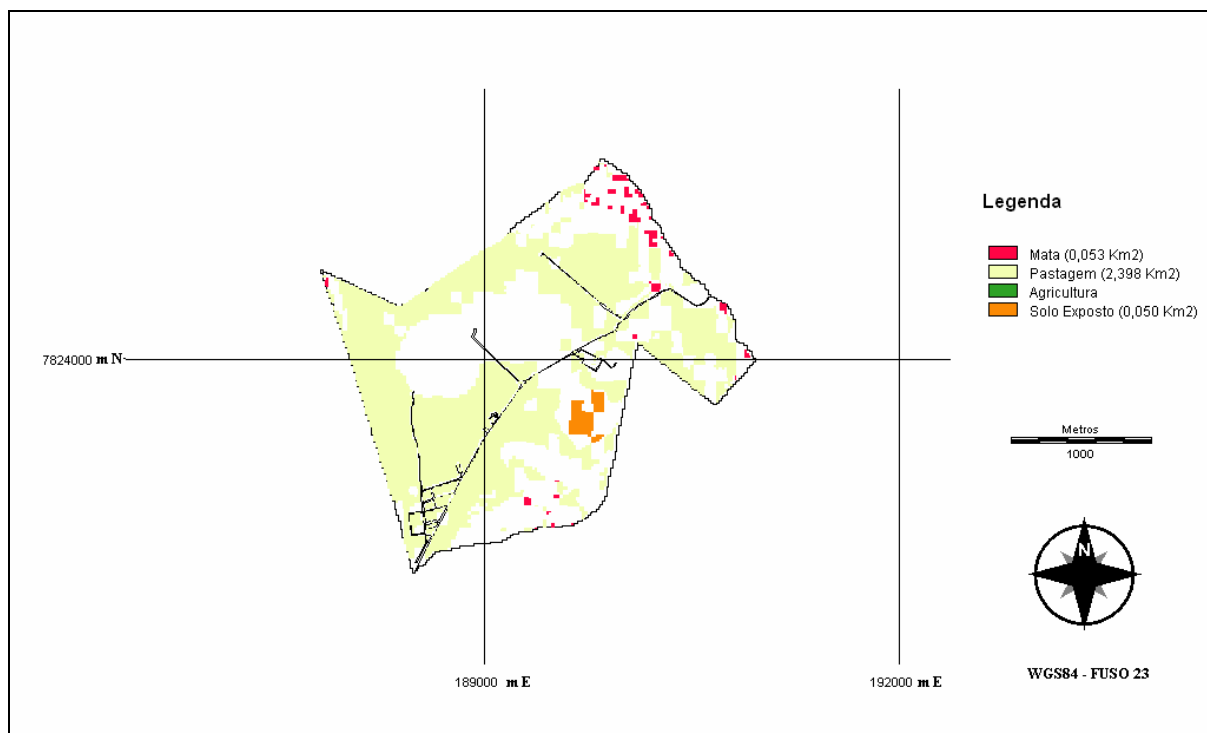 Legenda
Mata (0,053 Km2)
Pastagem (2,398 Km2)
Agricultura
Solo Exposto (0,050 Km2)
7824000 m N
Metros
1000
N
WGS84 - FUSO 23
189000 m E
192000 m E